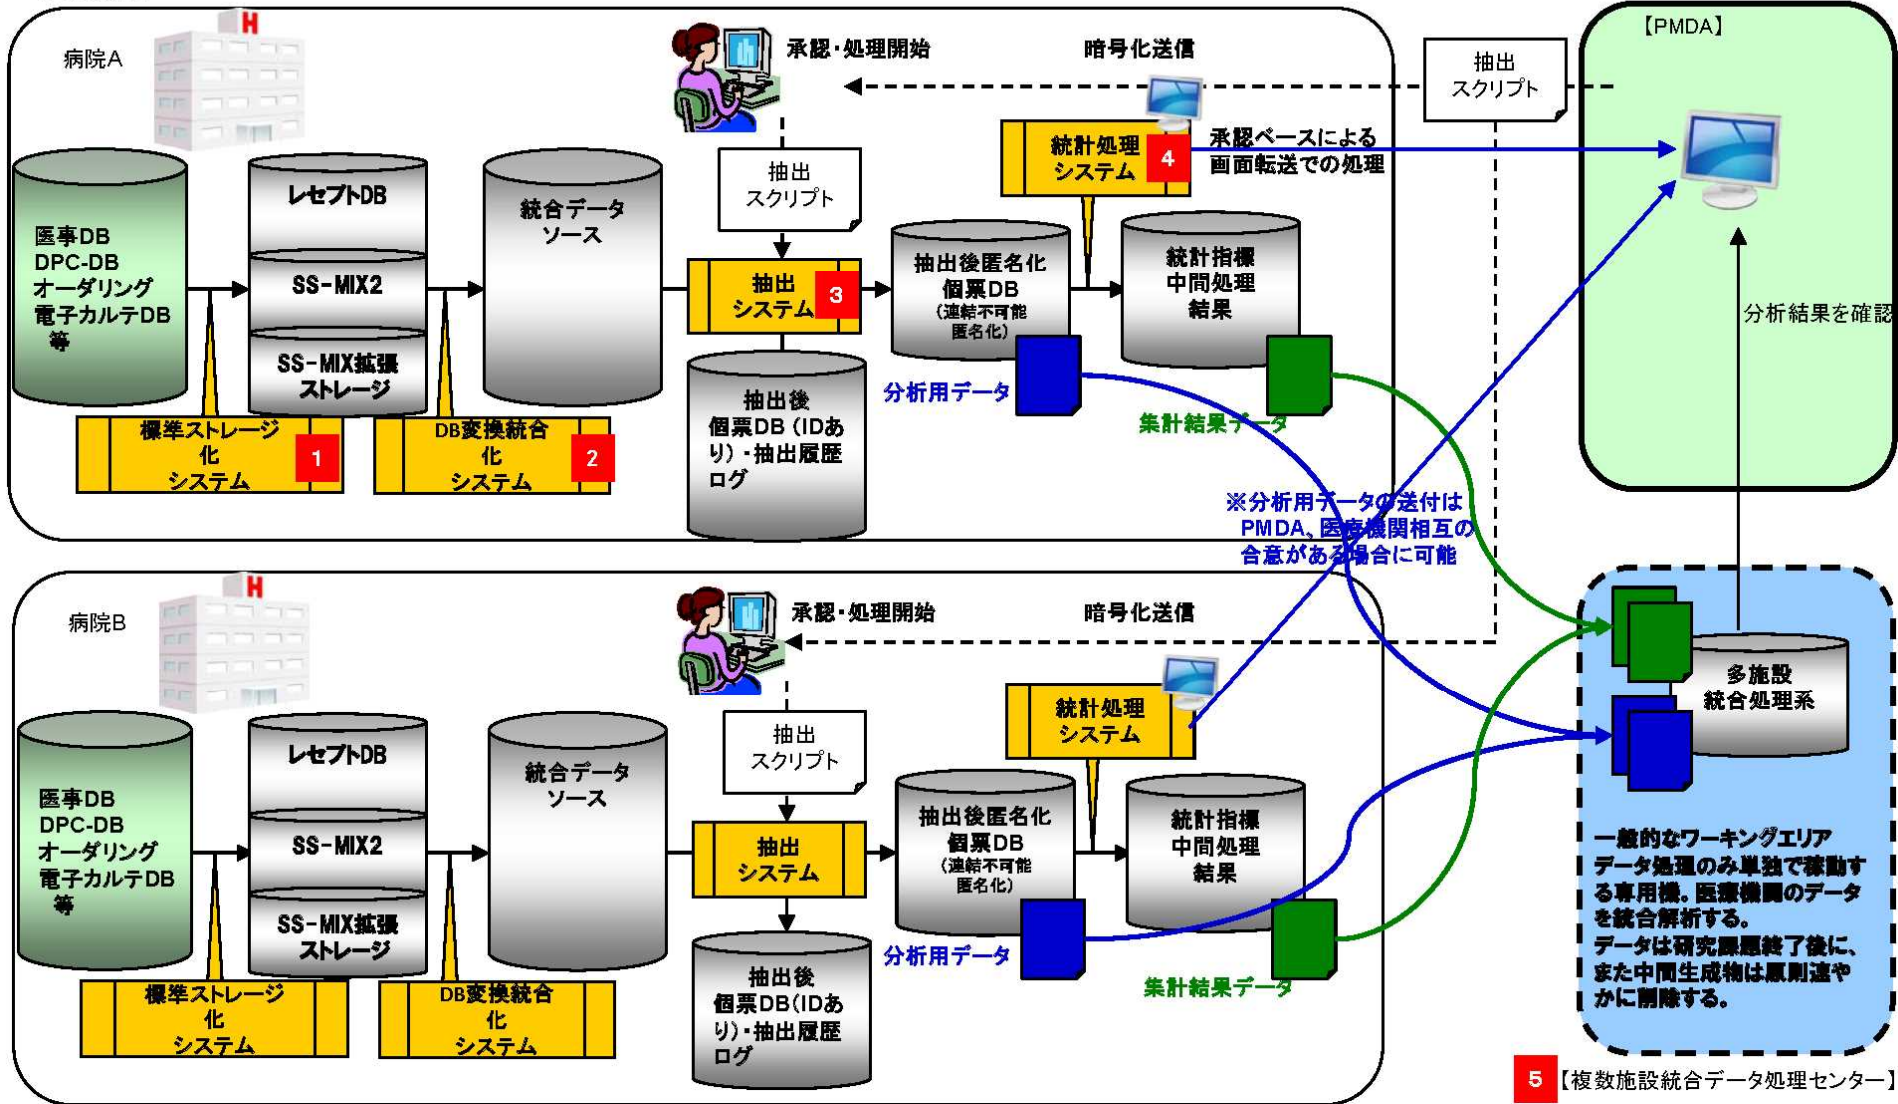 病院A
H
承認・処理開始
暗号化送信
抽出
スクリプト
【PMDA】
抽出
スクリプト
統計処理
システム
4
承認ベースによる
画面転送での処理
医事DB
DPC-DB
オーダリング
電子カルテDB
等
レセプトDB
SS-MIX2
SS-MIX拡張
ストレージ
統合データ
ソース
抽出
システム
3
抽出後匿名化
個票DB
(連結不可能
匿名化)
統計指標
中間処理
結果
分析結果を確認
標準ストレージ
化
システム
1
DB変換統合
化
システム
2
抽出後
個票DB(IDあ
り)・抽出履歴
ログ
分析用データ
集計結果データ
※分析用データの送付は
PMDA、医療機関相互の
合意がある場合に可能
病院B
H
承認・処理開始
暗号化送信
抽出
スクリプト
統計処理
システム
医事DB
DPC-DB
オーダリング
電子カルテDB
等
レセプトDB
SS-MIX2
SS-MIX拡張
ストレージ
統合データ
ソース
抽出
システム
抽出後匿名化
個票DB
(連結不可能
匿名化)
統計指標
中間処理
結果
標準ストレージ
化
システム
DB変換統合
化
システム
抽出後
個票DB(IDあ
り)・抽出履歴
ログ
分析用データ
集計結果データ
多施設
統合処理系
一般的なワーキングエリア
データ処理のみ単独で稼動す
る専用機。医療機関のデータ
を統合解析する。
データは研究課題終了後に、
また中間生成物は原則速や
かに削除する。
5
【複数施設統合データ処理センター】